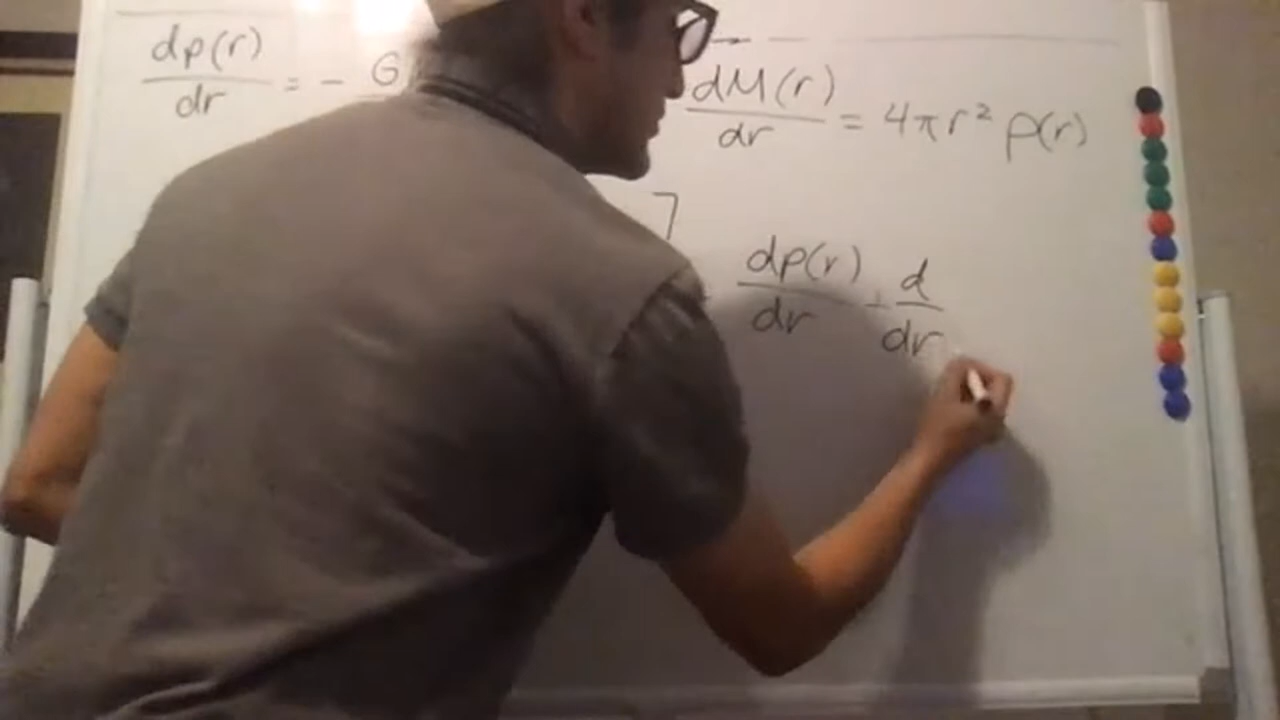 dp(r)/dr = - G
dM(r)/dr = 4πr² ρ(r)
]
dp(r)/dr = d/dr